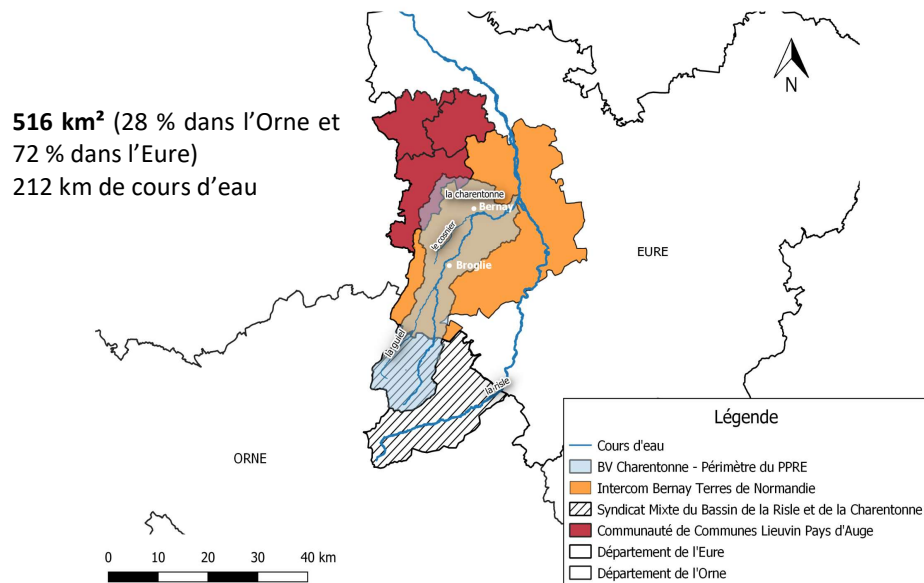 516 km² (28 % dans l’Orne et
72 % dans l’Eure)
212 km de cours d’eau
N
la charentonne
Bernay
le cosnier
Broglie
EURE
la guiel
la risle
ORNE
Légende
Cours d'eau
BV Charentonne - Périmètre du PPRE
Intercom Bernay Terres de Normandie
Syndicat Mixte du Bassin de la Risle et de la Charentonne
Communauté de Communes Lieuvin Pays d'Auge
Département de l'Eure
Département de l'Orne
0 10 20 30 40 km